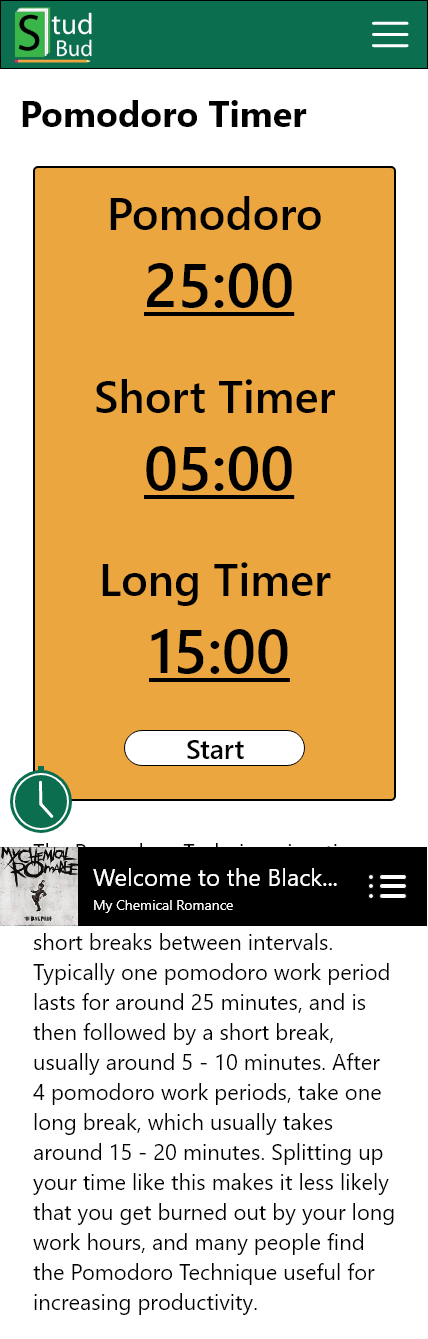 Stud
Bud
Pomodoro Timer
Pomodoro
25:00
Short Timer
05:00
Long Timer
15:00
Start
MY CHEMICAL
ROMANCE
THE BLACK PARADE
Welcome to the Black...
My Chemical Romance
short breaks between intervals.
Typically one pomodoro work period
lasts for around 25 minutes, and is
then followed by a short break,
usually around 5 - 10 minutes. After
4 pomodoro work periods, take one
long break, which usually takes
around 15 - 20 minutes. Splitting up
your time like this makes it less likely
that you get burned out by your long
work hours, and many people find
the Pomodoro Technique useful for
increasing productivity.